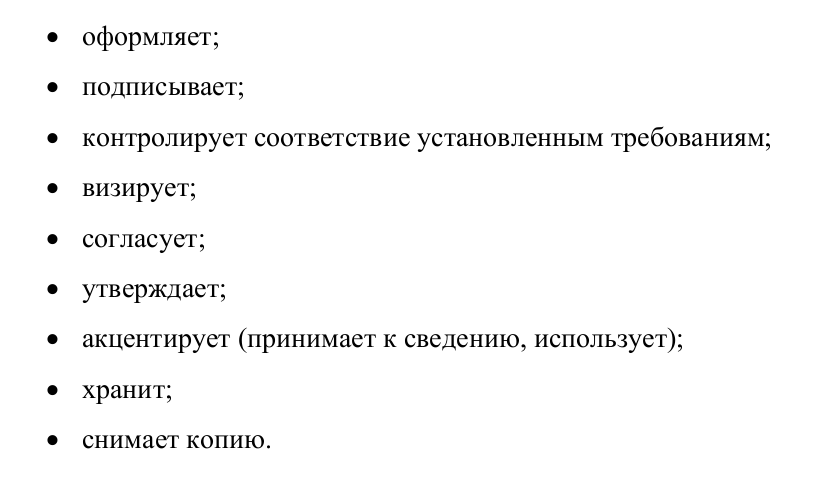 • оформляет;
• подписывает;
• контролирует соответствие установленным требованиям;
• визирует;
• согласует;
• утверждает;
• акцентирует (принимает к сведению, использует);
• хранит;
• снимает копию.